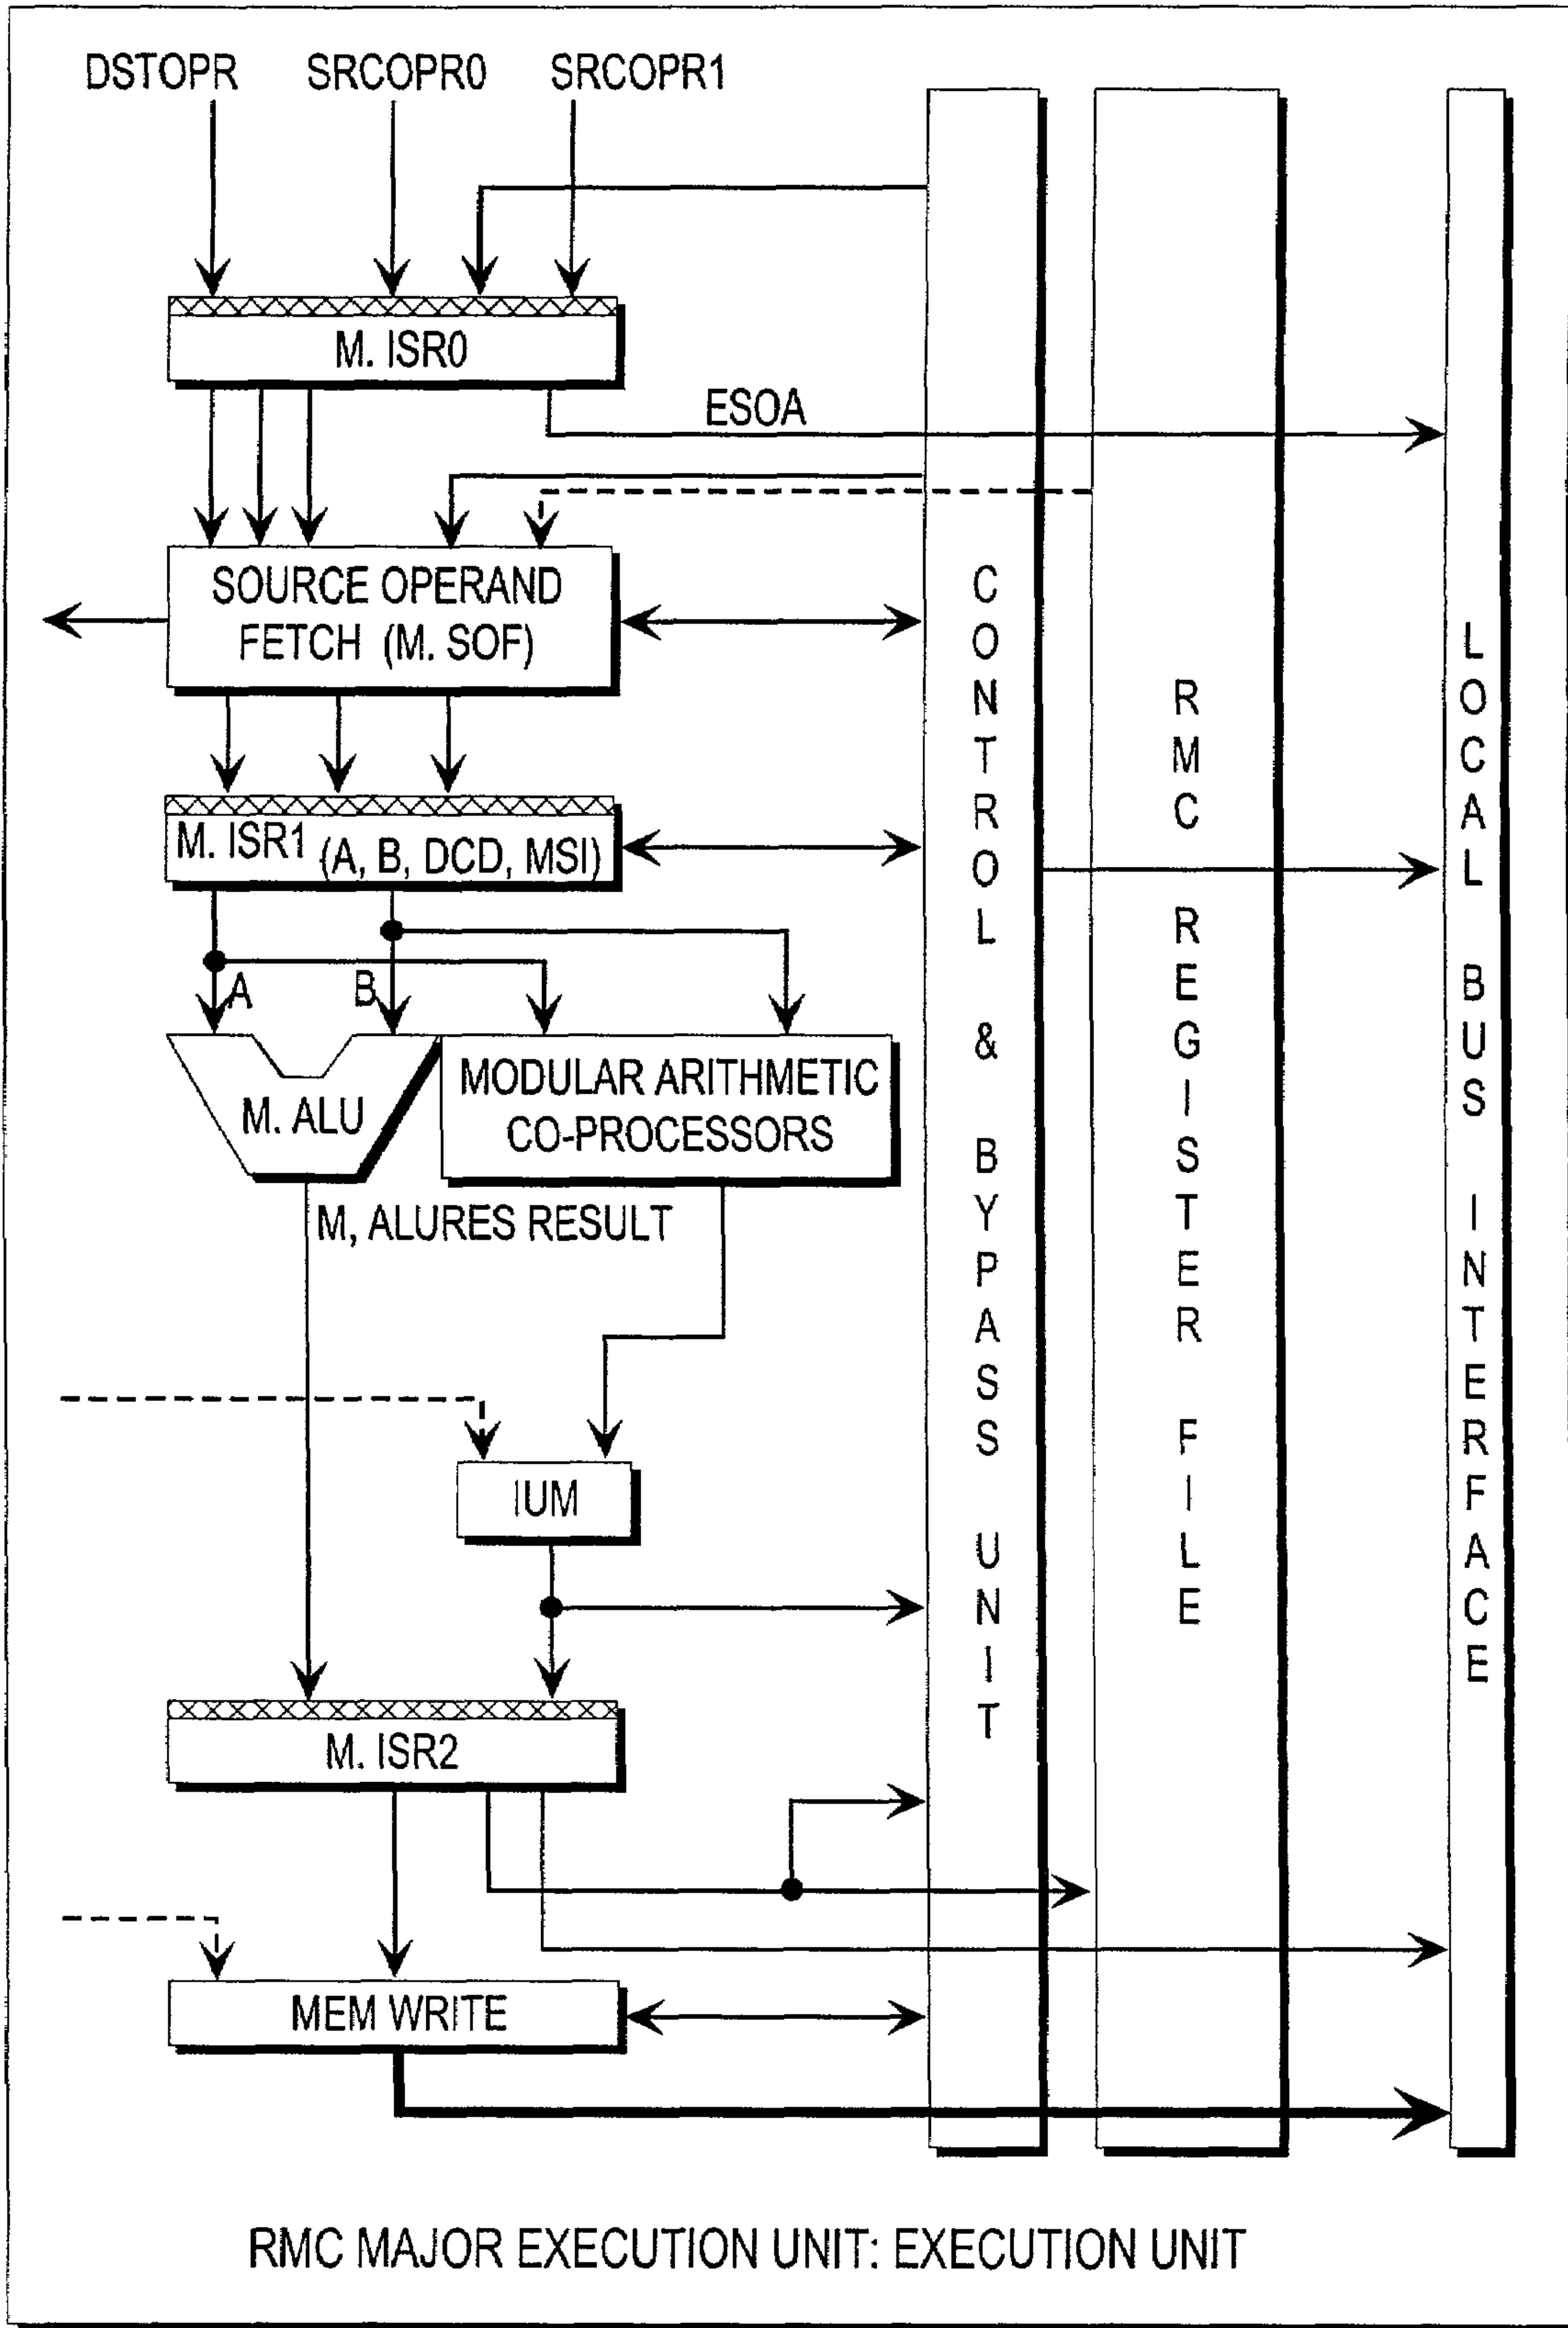 DSTOPR
SRCOPR0
SRCOPR1
M. ISR0
ESOA
SOURCE OPERAND
FETCH (M. SOF)
M. ISR1 (A, B, DCD, MSI)
A
B
M. ALU
MODULAR ARITHMETIC
CO-PROCESSORS
M, ALURES RESULT
IUM
M. ISR2
MEM WRITE
CONTROL & BYPASS UNIT
RMC REGISTER FILE
LOCAL BUS INTERFACE
RMC MAJOR EXECUTION UNIT: EXECUTION UNIT